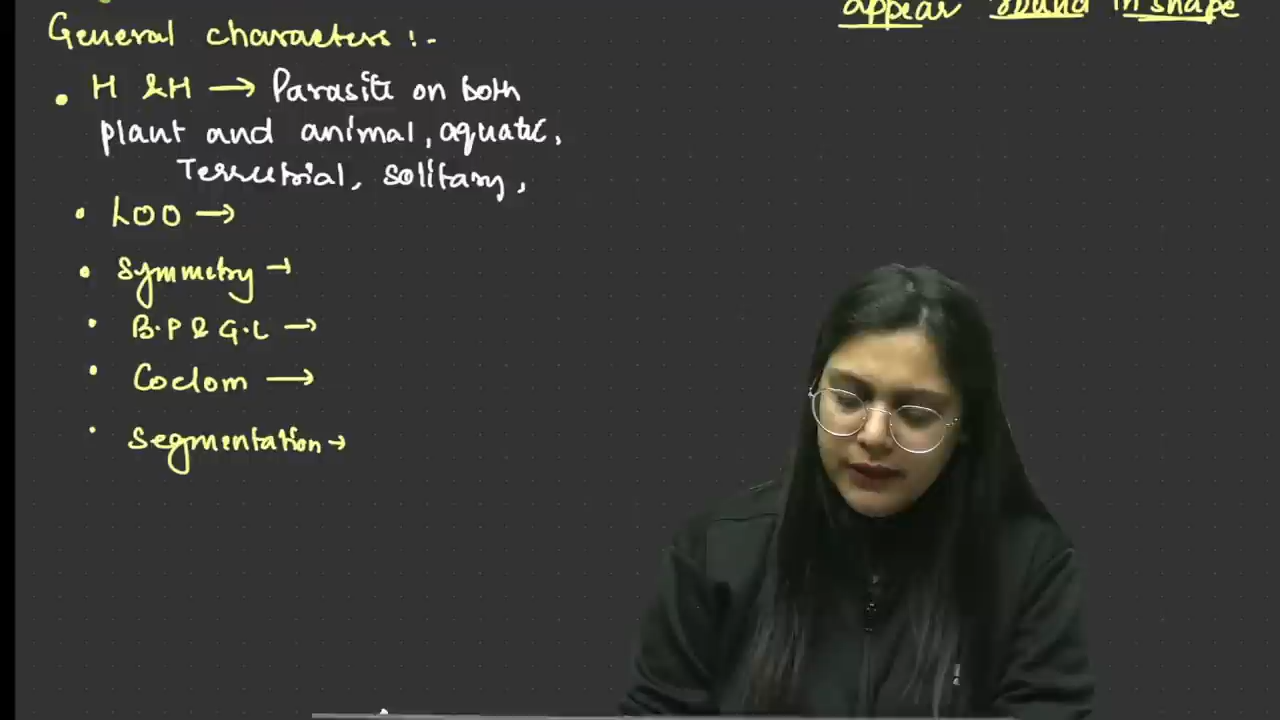 appear round in shape
General characters :-
• H & H → Parasite on both
plant and animal, aquatic,
Terrestrial, solitary,
• LOO →
• Symmetry →
• B.P & G.L →
• Coelom →
• Segmentation →